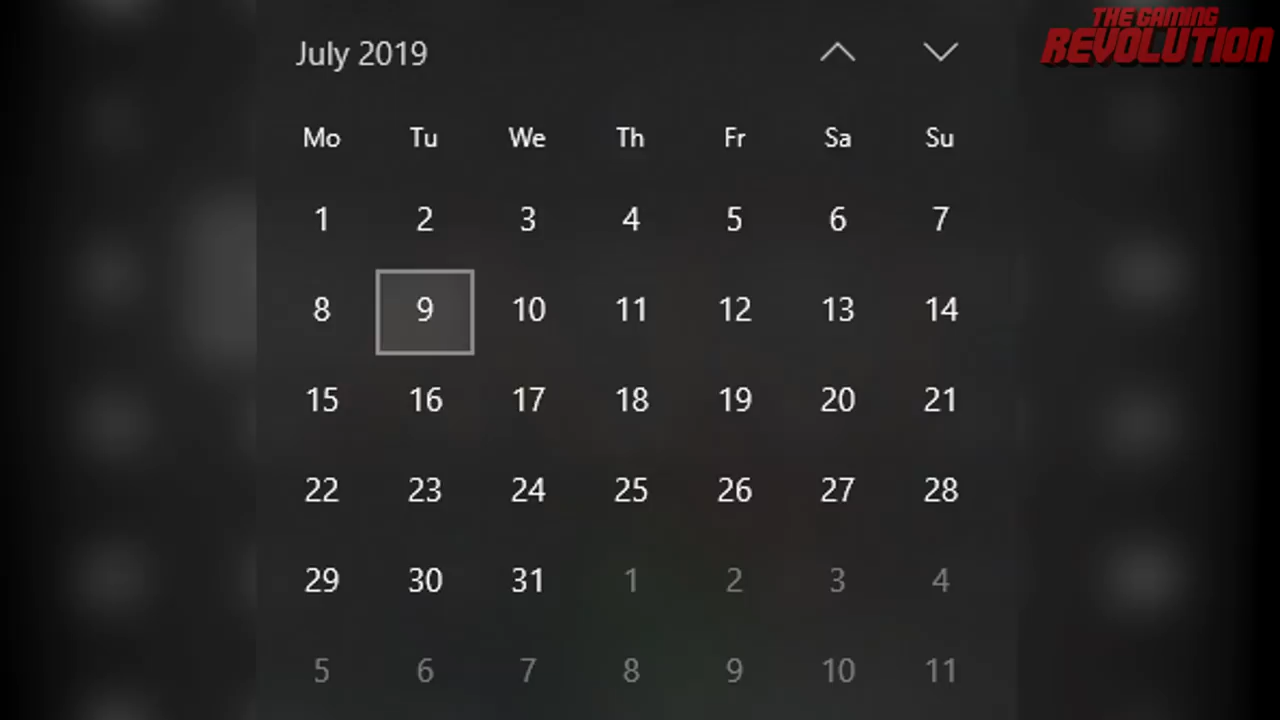 THE GAMING
REVOLUTION
July 2019
Mo Tu We Th Fr Sa Su
1 2 3 4 5 6 7
8 9 10 11 12 13 14
15 16 17 18 19 20 21
22 23 24 25 26 27 28
29 30 31 1 2 3 4
5 6 7 8 9 10 11